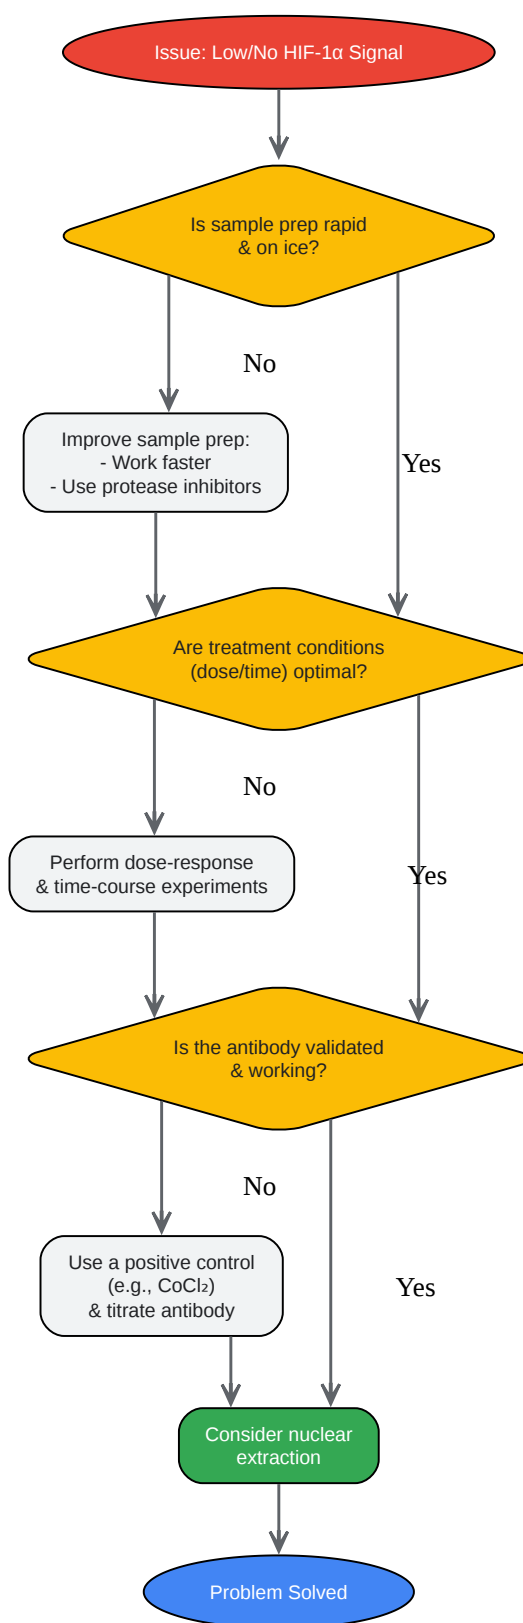 Issue: Low/No HIF-1α Signal
Is sample prep rapid
& on ice?
No
Improve sample prep:
- Work faster
- Use protease inhibitors
Yes
Are treatment conditions
(dose/time) optimal?
No
Perform dose-response
& time-course experiments
Yes
Is the antibody validated
& working?
No
Use a positive control
(e.g., CoCl₂)
& titrate antibody
Yes
Consider nuclear
extraction
Problem Solved